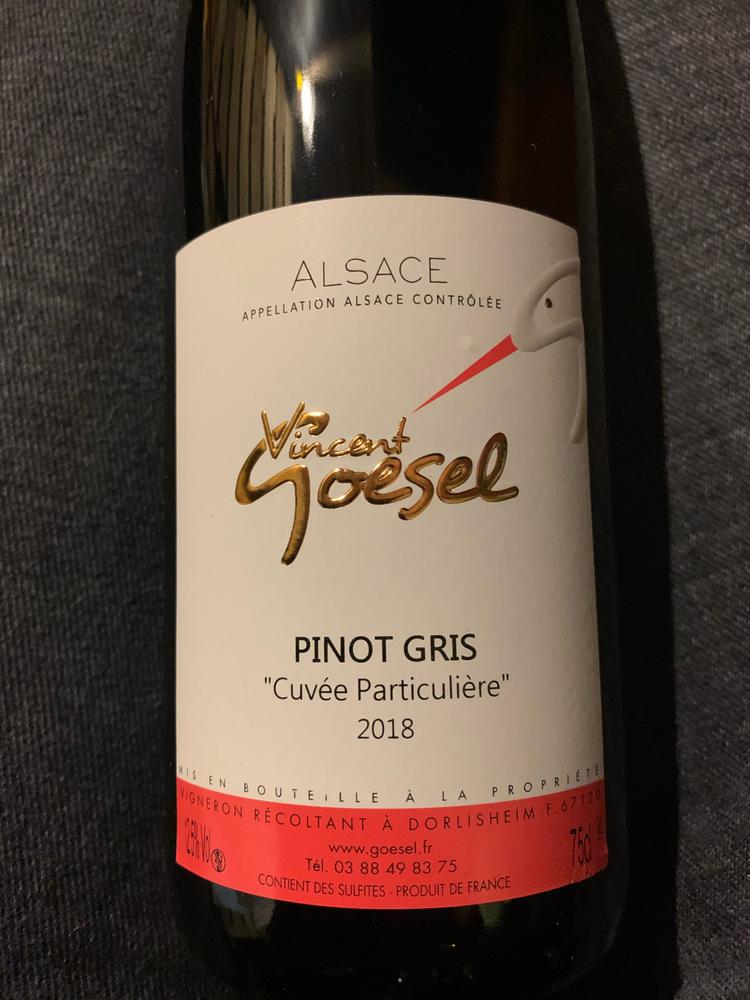 ALSACE
APPELLATION ALSACE CONTRÔLÉE
Vincent
Goesel
PINOT GRIS
"Cuvée Particulière"
2018
MIS EN BOUTEILLE À LA PROPRIÉTÉ
VIGNERON RÉCOLTANT À DORLISHEIM F. 67120
www.goesel.fr
Tél. 03 88 49 83 75
CONTIENT DES SULFITES - PRODUIT DE FRANCE
75cl